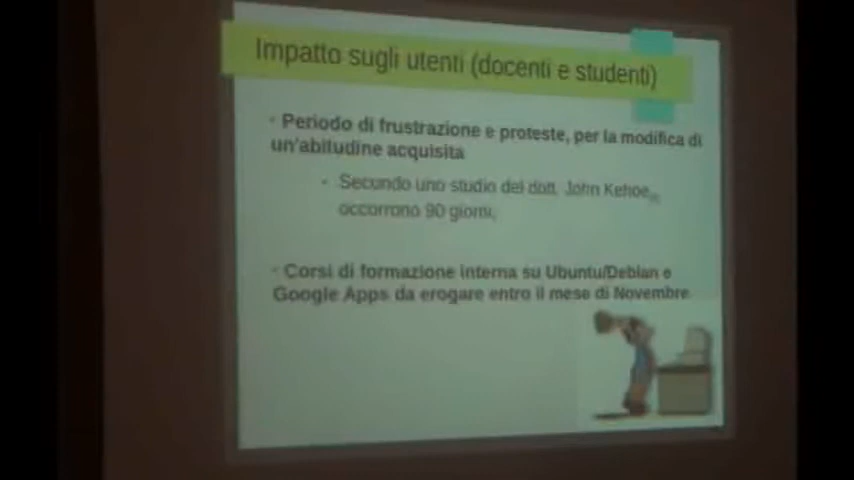 Impatto sugli utenti (docenti e studenti)
- Periodo di frustrazione e proteste, per la modifica di
un'abitudine acquisita
- Secondo uno studio del dott. John Kehoe
occorrono 90 giorni.
- Corsi di formazione interna su Ubuntu/Debian e
Google Apps da erogare entro il mese di Novembre